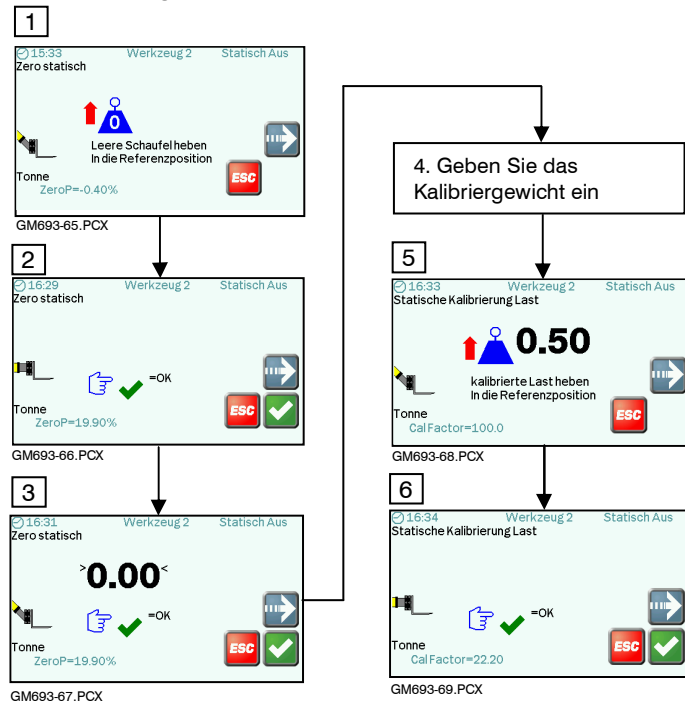 1
15:33 Werkzeug 2 Statisch Aus
Zero statisch
0
Leere Schaufel heben
In die Referenzposition
ESC
Tonne
ZeroP=-0.40%
GM693-65.PCX
2
16:29 Werkzeug 2 Statisch Aus
Zero statisch
=OK
ESC
Tonne
ZeroP=19.90%
GM693-66.PCX
3
16:31 Werkzeug 2 Statisch Aus
Zero statisch
>0.00<
=OK
ESC
Tonne
ZeroP=19.90%
GM693-67.PCX
4. Geben Sie das
Kalibriergewicht ein
5
16:33 Werkzeug 2 Statisch Aus
Statische Kalibrierung Last
0.50
kalibrierte Last heben
In die Referenzposition
ESC
Tonne
Cal Factor=100.0
GM693-68.PCX
6
16:34 Werkzeug 2 Statisch Aus
Statische Kalibrierung Last
=OK
ESC
Tonne
Cal Factor=22.20
GM693-69.PCX